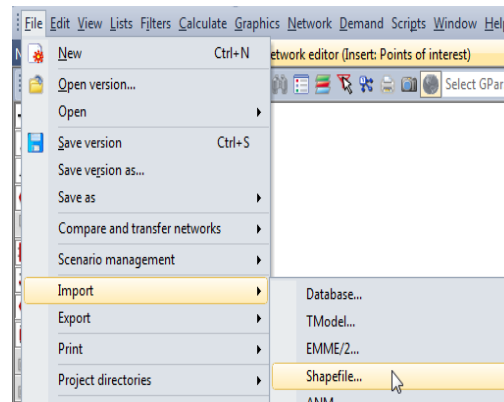 File Edit View Lists Filters Calculate Graphics Network Demand Scripts Window Help
New Ctrl+N
etwork editor (Insert: Points of interest)
Open version...
Select GPar
Open
Save version Ctrl+S
Save version as...
Save as
Compare and transfer networks
Scenario management
Import
Database...
Export
TModel...
Print
EMME/2...
Project directories
Shapefile...
ANM